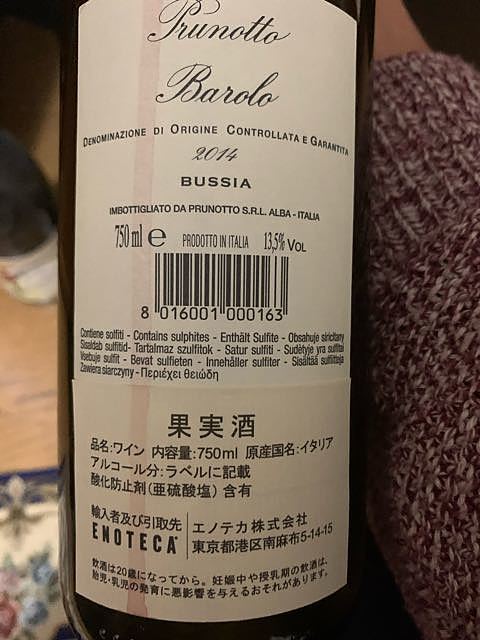 Prunotto
Barolo
DENOMINAZIONE DI ORIGINE CONTROLLATA E GARANTITA
2014
BUSSIA
IMBOTTIGLIATO DA PRUNOTTO S.R.L. ALBA - ITALIA
750 ml e PRODOTTO IN ITALIA 13,5% VOL
8 016001 000163
Contiene solfiti - Contains sulphites - Enthält Sulfite - Obsahuje siricitany
Sisaldab sulfitid - Tartalmaz szulfitok - Satur sulfiti - Sudėtyje yra sulfitai
Vsebuje sulfit - Bevat sulfieten - Innehåller sulfiter - Sisältää sulfiittoja
Zawiera siarczyny - Περιέχει θειώδη
果実酒
品名:ワイン 内容量:750ml 原産国名:イタリア
アルコール分:ラベルに記載
酸化防止剤(亜硫酸塩)含有
輸入者及び引取先
ENOTECA
エノテカ株式会社
東京都港区南麻布5-14-15
飲酒は20歳になってから。妊娠中や授乳期の飲酒は、
胎児・乳児の発育に悪影響を与えるおそれがあります。